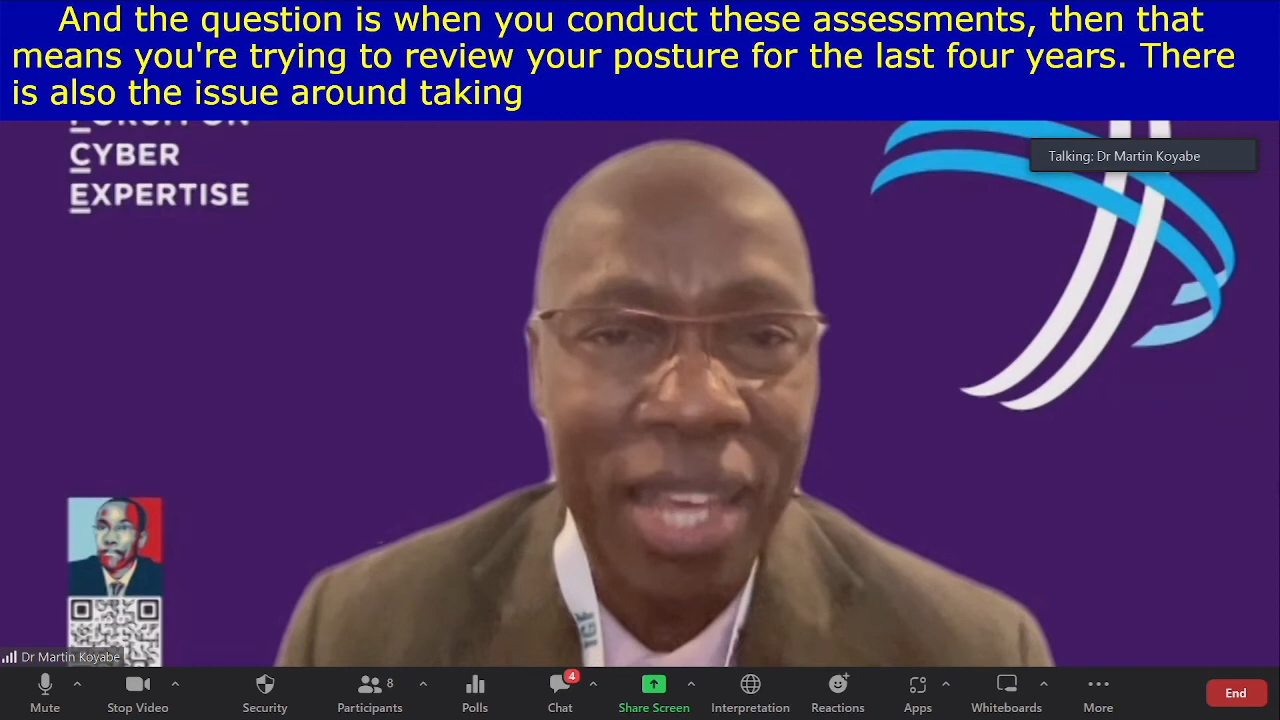 And the question is when you conduct these assessments, then that
means you're trying to review your posture for the last four years. There
is also the issue around taking
FORUM ON
CYBER
EXPERTISE
Talking: Dr Martin Koyabe
Dr Martin Koyabe
8
4
Mute
Stop Video
Security
Participants
Polls
Chat
Share Screen
Interpretation
Reactions
Apps
Whiteboards
More
End